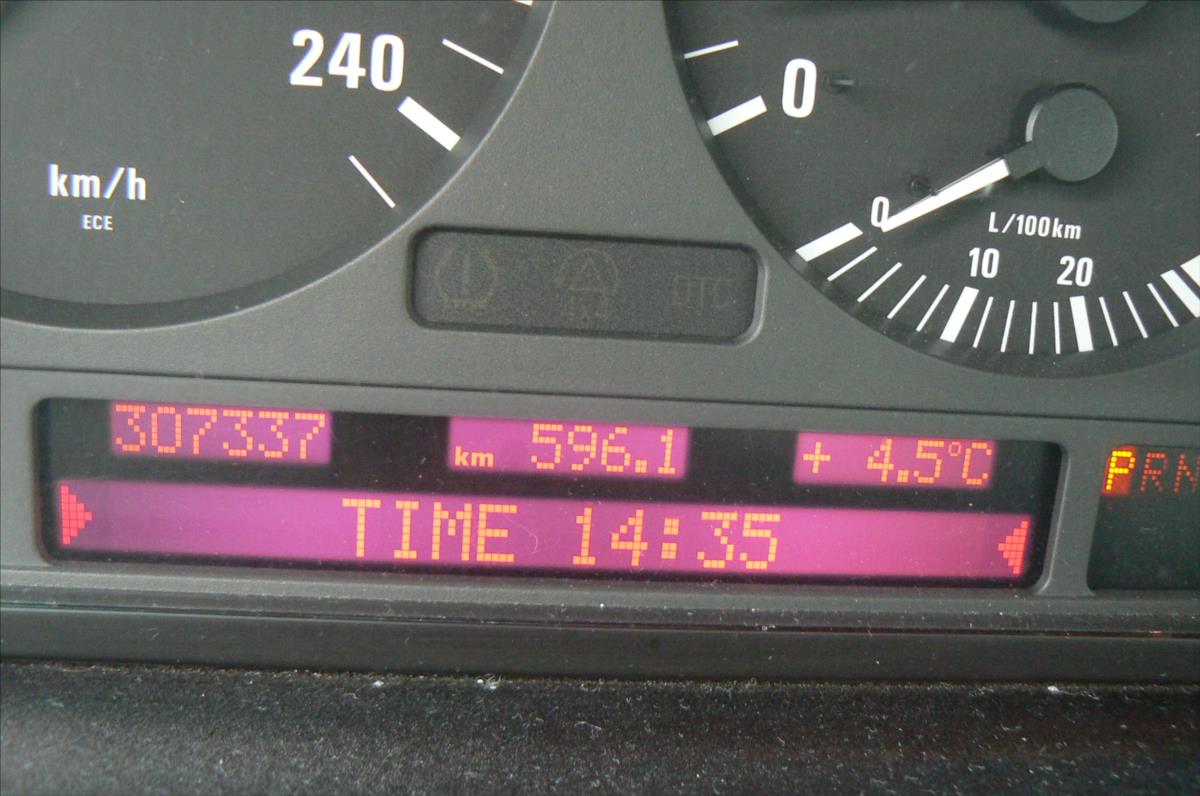 240
km/h
ECE
0
0
L/100km
10 20
DTC
307337 km 596.1 + 4.5°C
TIME 14:35
PRN